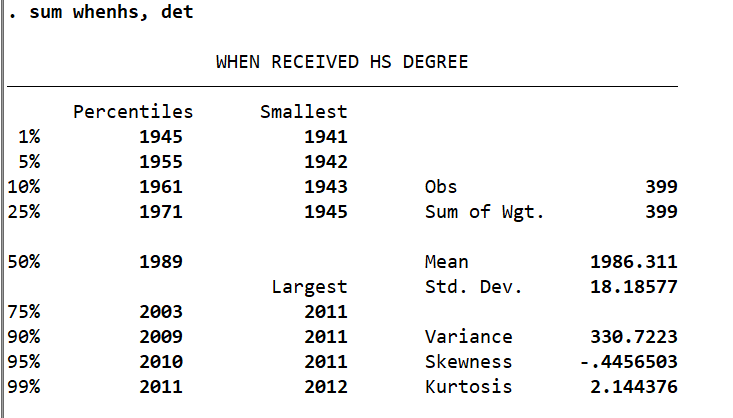 . sum whenhs, det
WHEN RECEIVED HS DEGREE
Percentiles Smallest
1% 1945 1941
5% 1955 1942
10% 1961 1943 Obs 399
25% 1971 1945 Sum of Wgt. 399
50% 1989 Mean 1986.311
Largest Std. Dev. 18.18577
75% 2003 2011
90% 2009 2011 Variance 330.7223
95% 2010 2011 Skewness -.4456503
99% 2011 2012 Kurtosis 2.144376